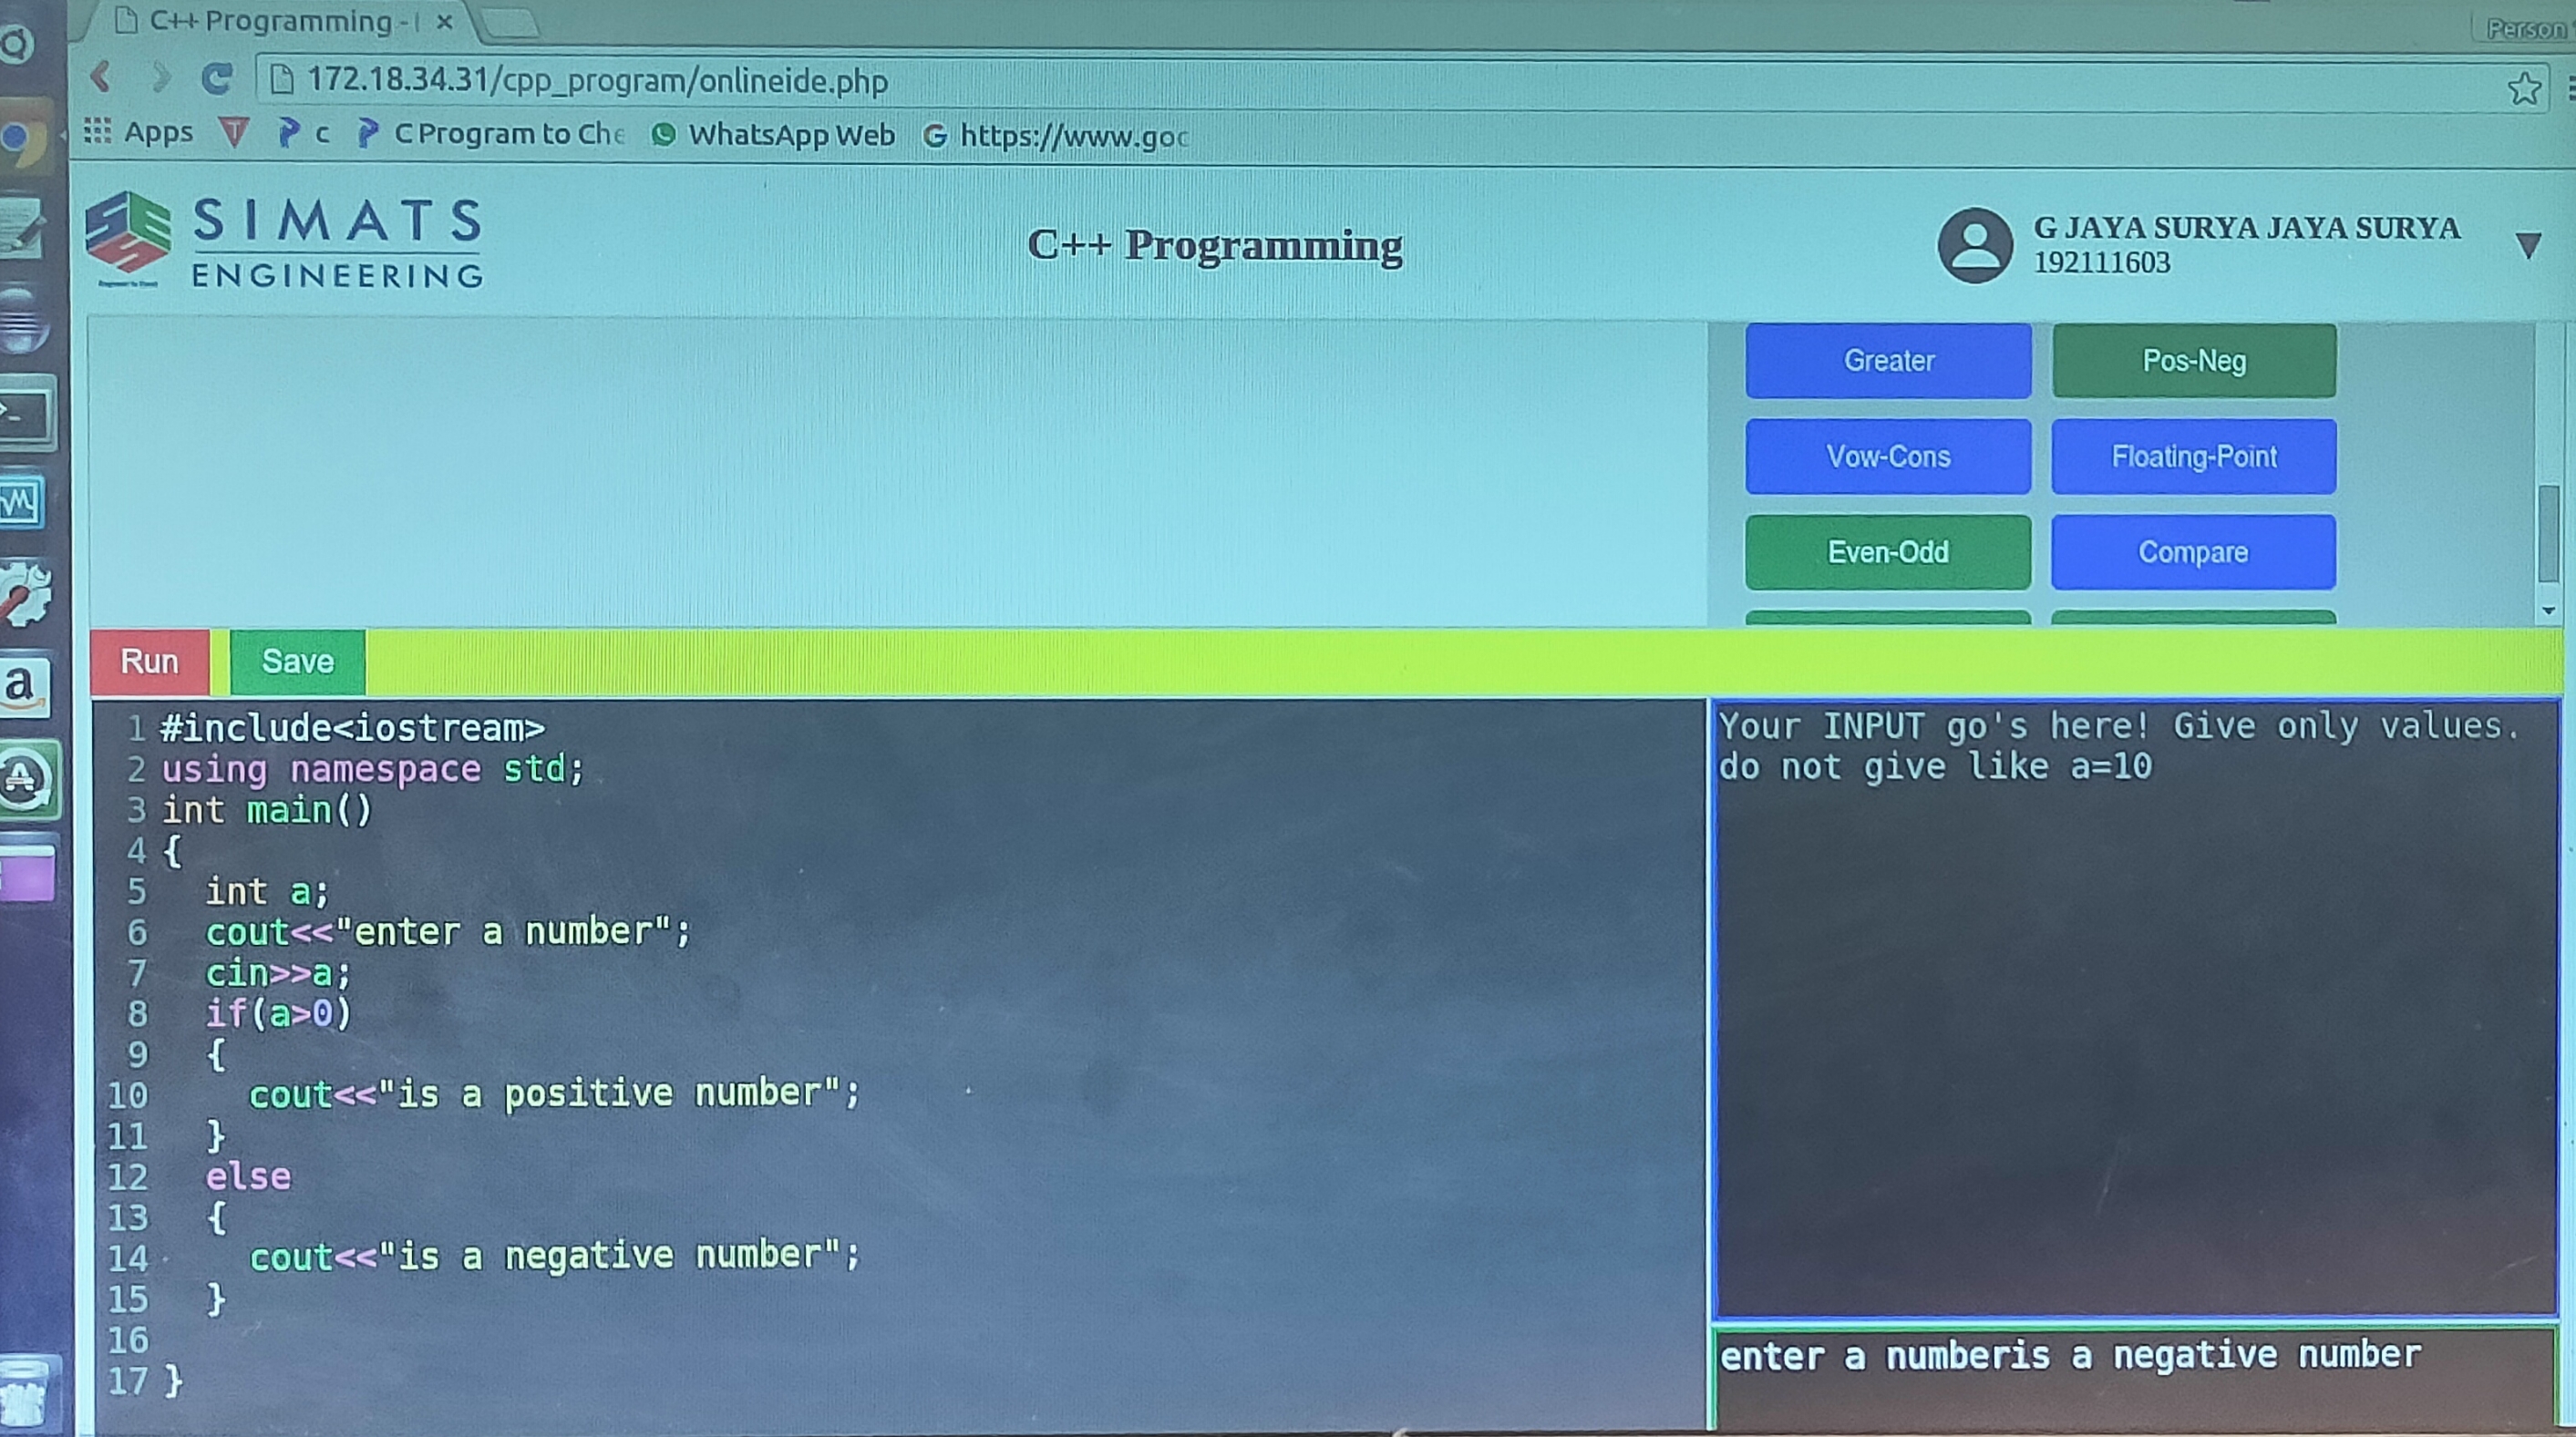 C++ Programming -
Person
172.18.34.31/cpp_program/onlineide.php
Apps c C Program to Che WhatsApp Web https://www.goo
SIMATS
ENGINEERING
C++ Programming
G JAYA SURYA JAYA SURYA
192111603
Greater Pos-Neg
Vow-Cons Floating-Point
Even-Odd Compare
Run Save
1 #include<iostream>
2 using namespace std;
3 int main()
4 {
5 int a;
6 cout<<"enter a number";
7 cin>>a;
8 if(a>0)
9 {
10 cout<<"is a positive number";
11 }
12 else
13 {
14 cout<<"is a negative number";
15 }
16
17 }
Your INPUT go's here! Give only values.
do not give like a=10
enter a numberis a negative number